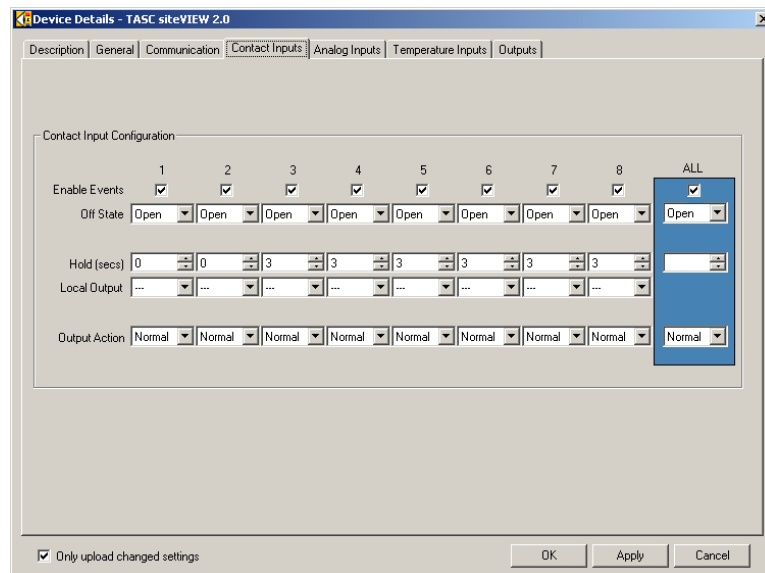 Device Details - TASC siteVIEW 2.0
Description General Communication Contact Inputs Analog Inputs Temperature Inputs Outputs
Contact Input Configuration
1 2 3 4 5 6 7 8 ALL
Enable Events
Off State Open Open Open Open Open Open Open Open Open
Hold (secs) 0 0 3 3 3 3 3 3
Local Output --- --- --- --- --- --- --- ---
Output Action Normal Normal Normal Normal Normal Normal Normal Normal Normal
Only upload changed settings OK Apply Cancel